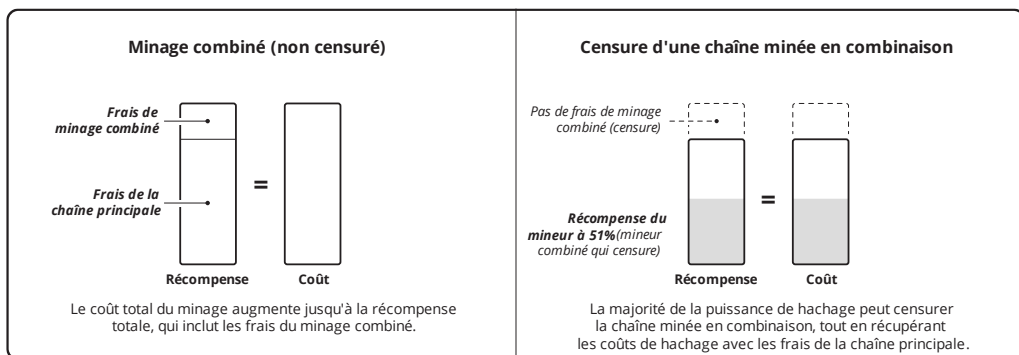 Minage combiné (non censuré)
Frais de
minage combiné
Frais de la
chaîne principale
=
Récompense
Coût
Le coût total du minage augmente jusqu'à la récompense
totale, qui inclut les frais du minage combiné.
Censure d'une chaîne minée en combinaison
Pas de frais de minage
combiné (censure)
Récompense du
mineur à 51%(mineur
combiné qui censure)
=
Récompense
Coût
La majorité de la puissance de hachage peut censurer
la chaîne minée en combinaison, tout en récupérant
les coûts de hachage avec les frais de la chaîne principale.